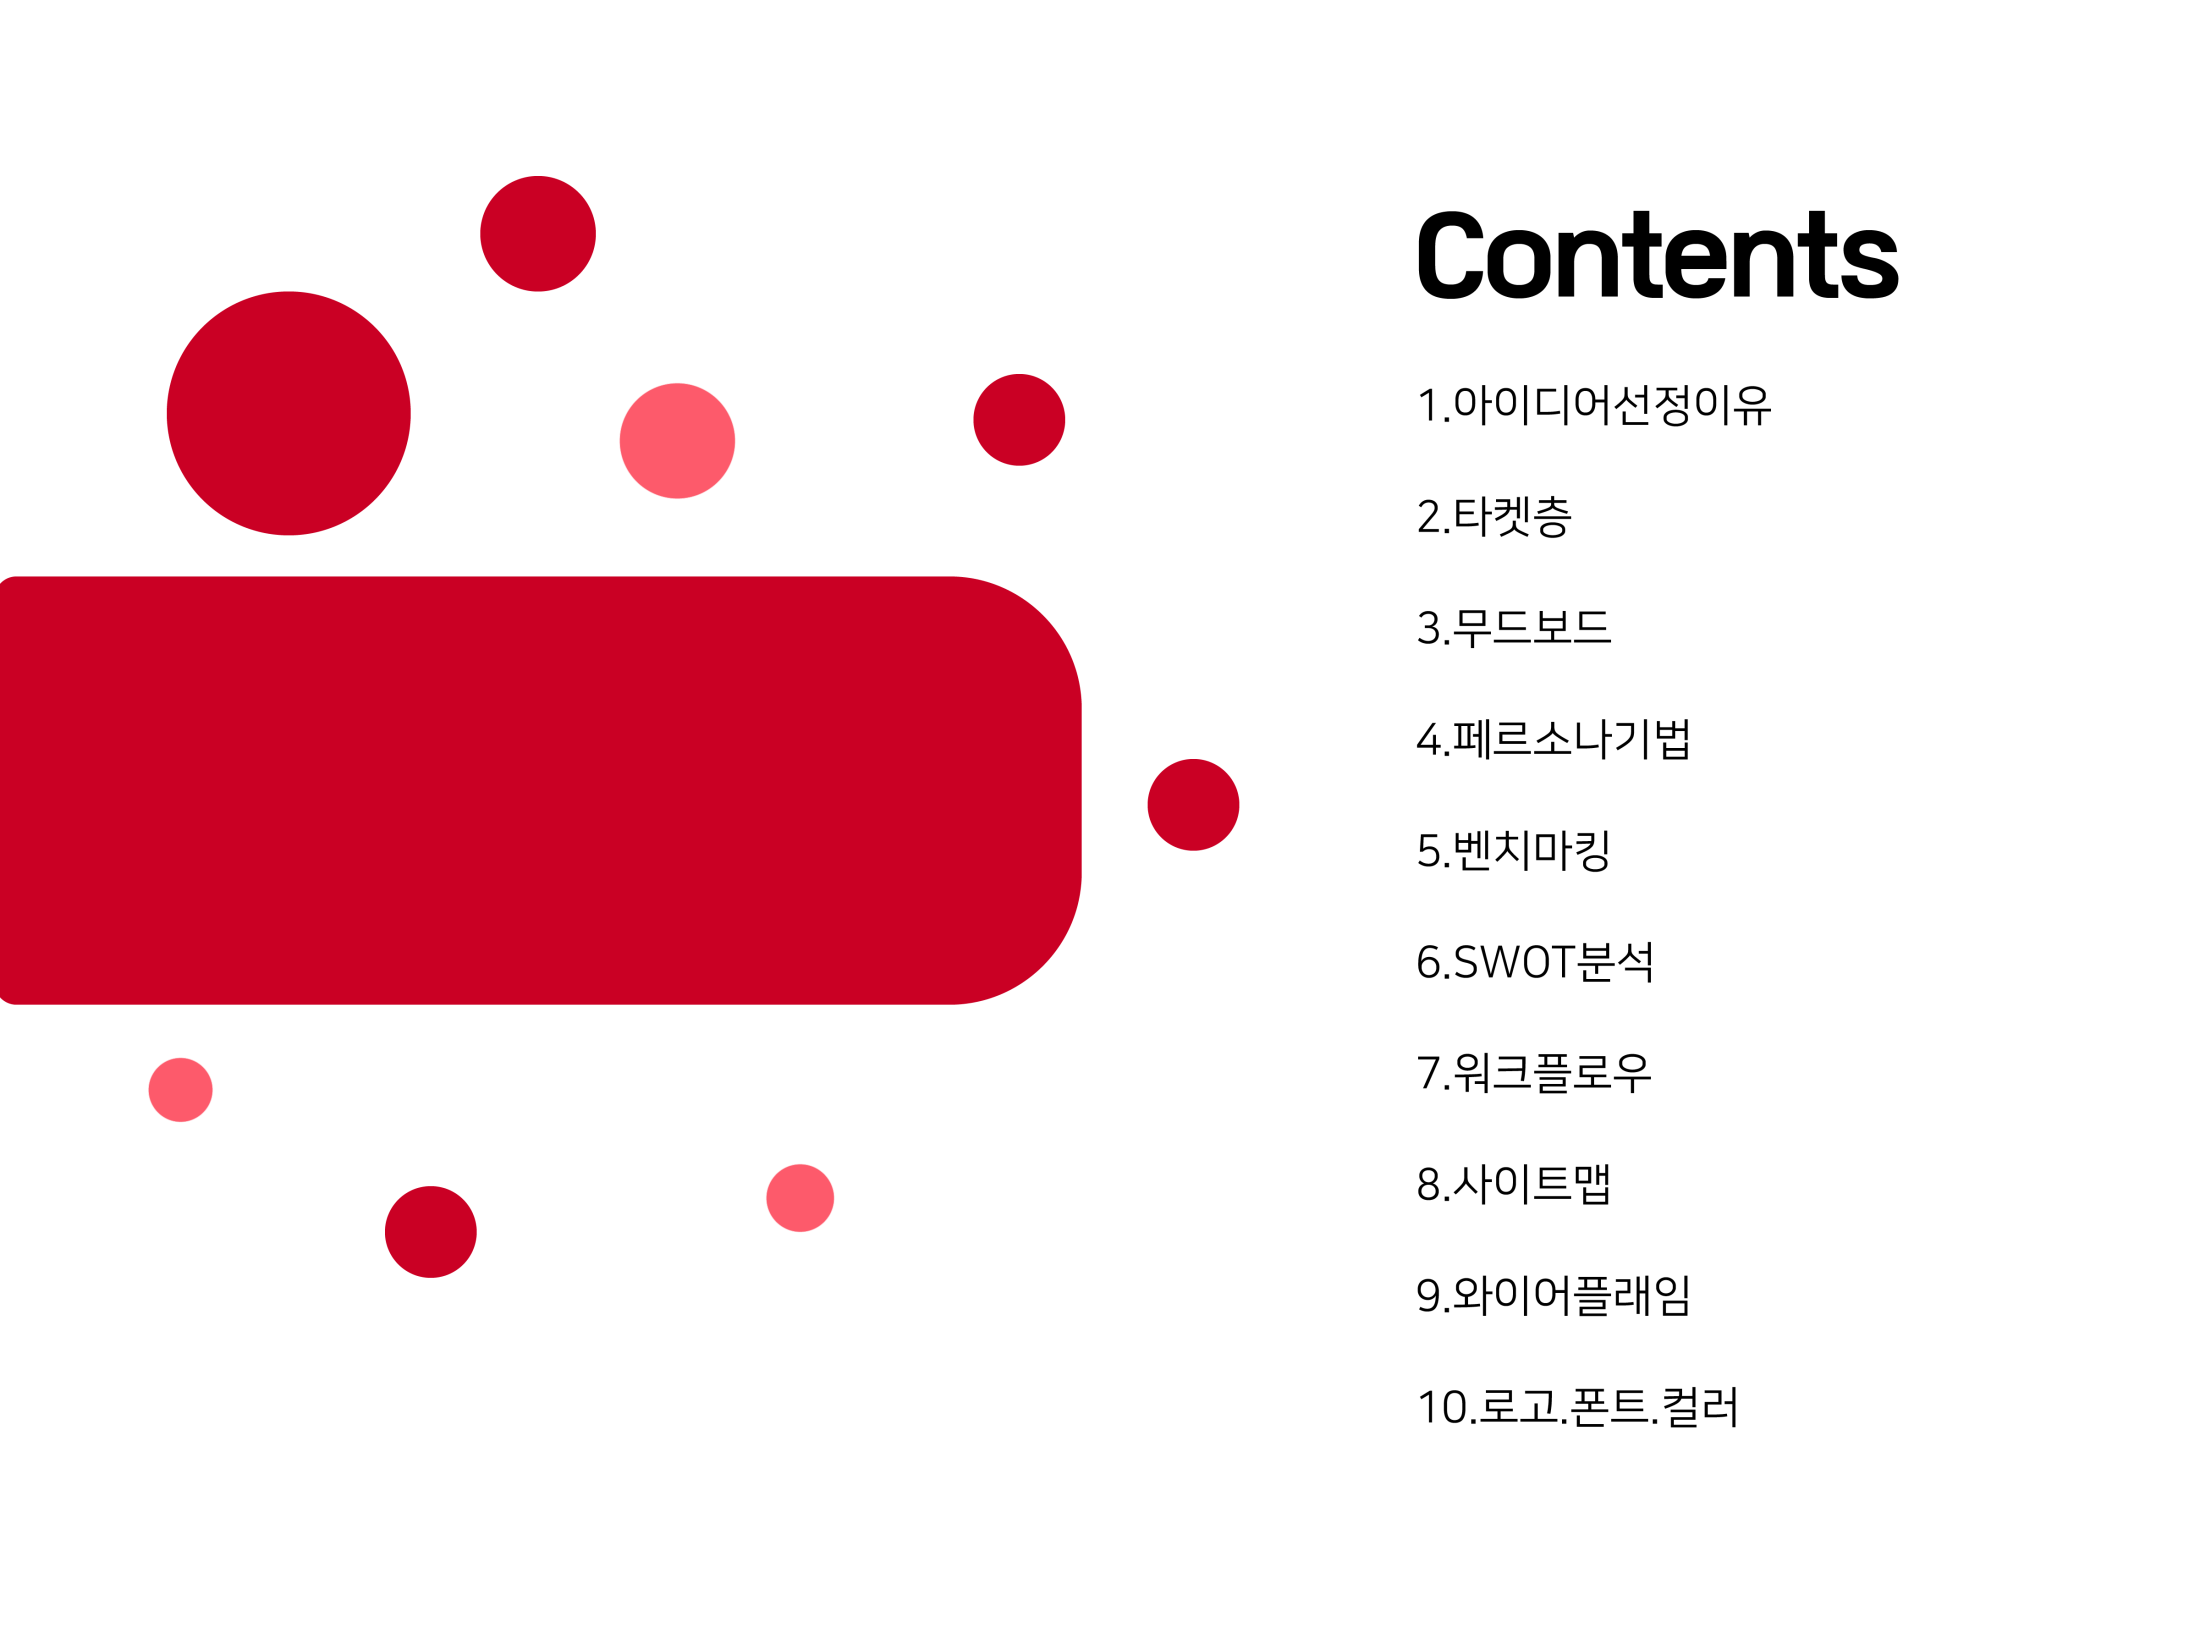 Contents
1.아이디어선정이유
2.타켓층
3.무드보드
4.페르소나기법
5.벤치마킹
6.SWOT분석
7.워크플로우
8.사이트맵
9.와이어플래임
10.로고.폰트.컬러